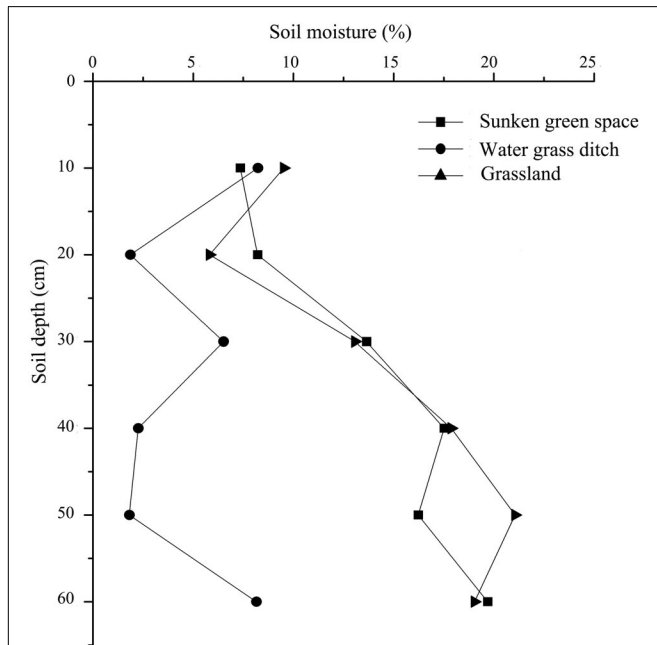 Soil moisture (%)
0 5 10 15 20 25
0
10
20
30
40
50
60
Soil depth (cm)
Sunken green space
Water grass ditch
Grassland